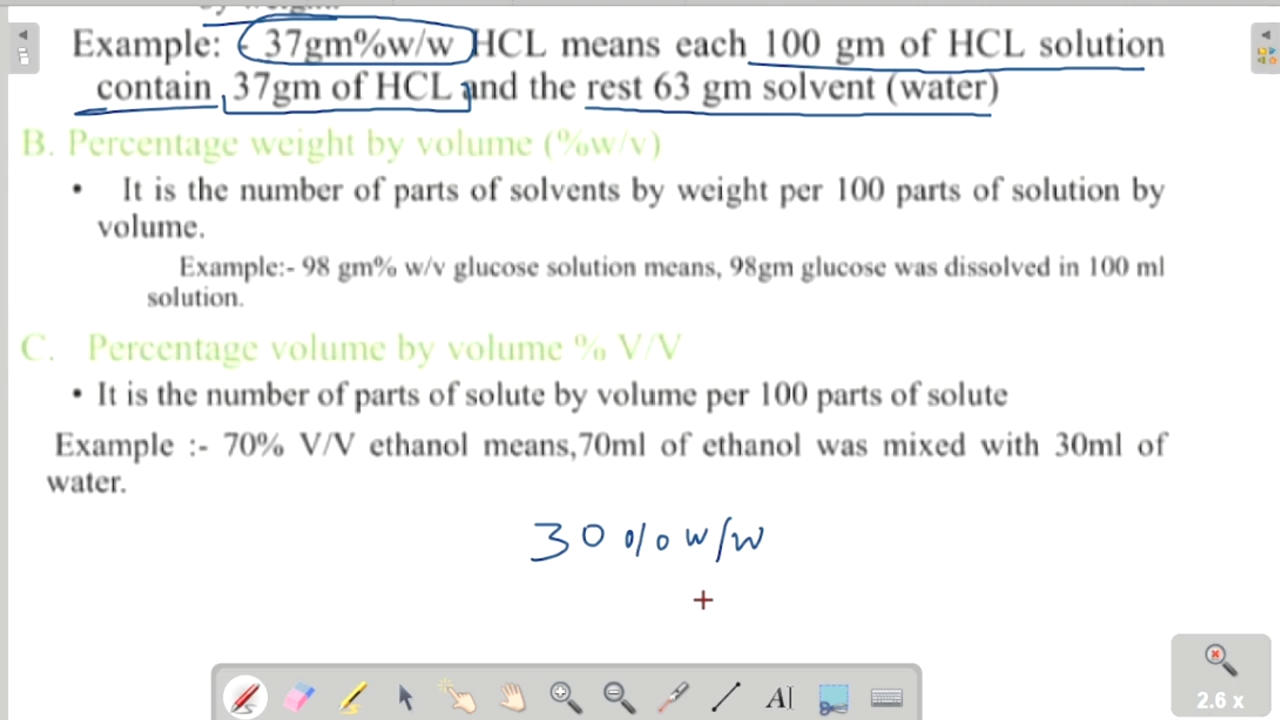 by weight
Example: - 37gm%w/w HCL means each 100 gm of HCL solution
contain 37gm of HCL and the rest 63 gm solvent (water)
B. Percentage weight by volume (%w/v)
• It is the number of parts of solvents by weight per 100 parts of solution by
volume.
Example:- 98 gm% w/v glucose solution means, 98gm glucose was dissolved in 100 ml
solution.
C. Percentage volume by volume % V/V
• It is the number of parts of solute by volume per 100 parts of solute
Example :- 70% V/V ethanol means,70ml of ethanol was mixed with 30ml of
water.
30 % w/w
AI
2.6 x